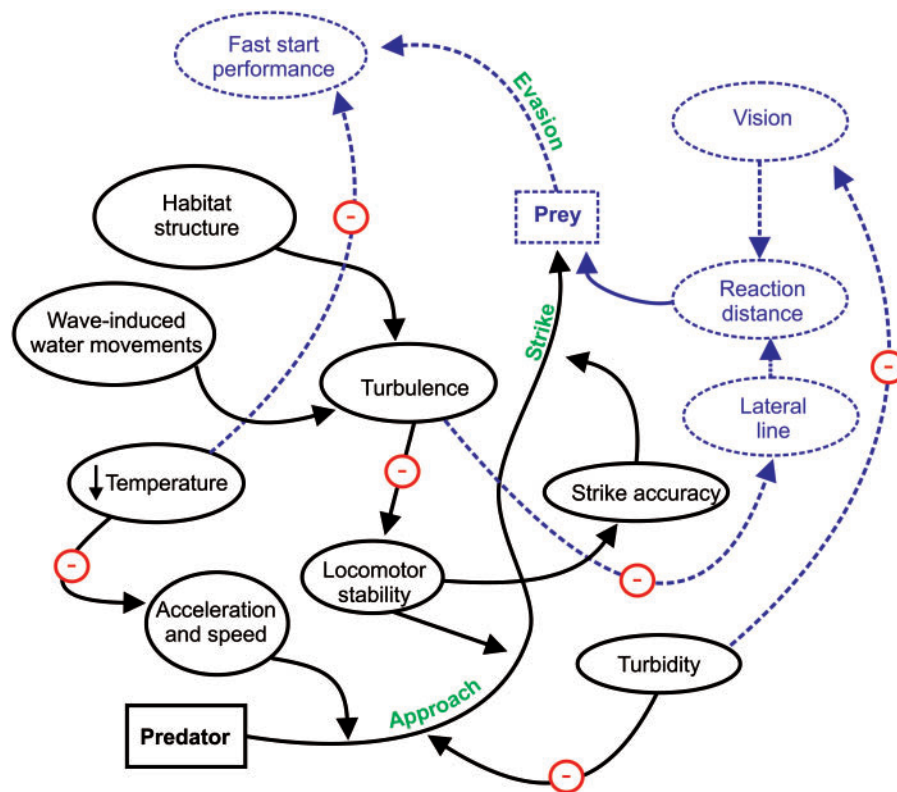 Fast start
performance
Evasion
Vision
Habitat
structure
-
Prey
Reaction
distance
Wave-induced
water movements
Strike
Turbulence
-
Lateral
line
↓ Temperature
-
Strike accuracy
-
Locomotor
stability
-
Acceleration
and speed
Turbidity
Approach
Predator
-